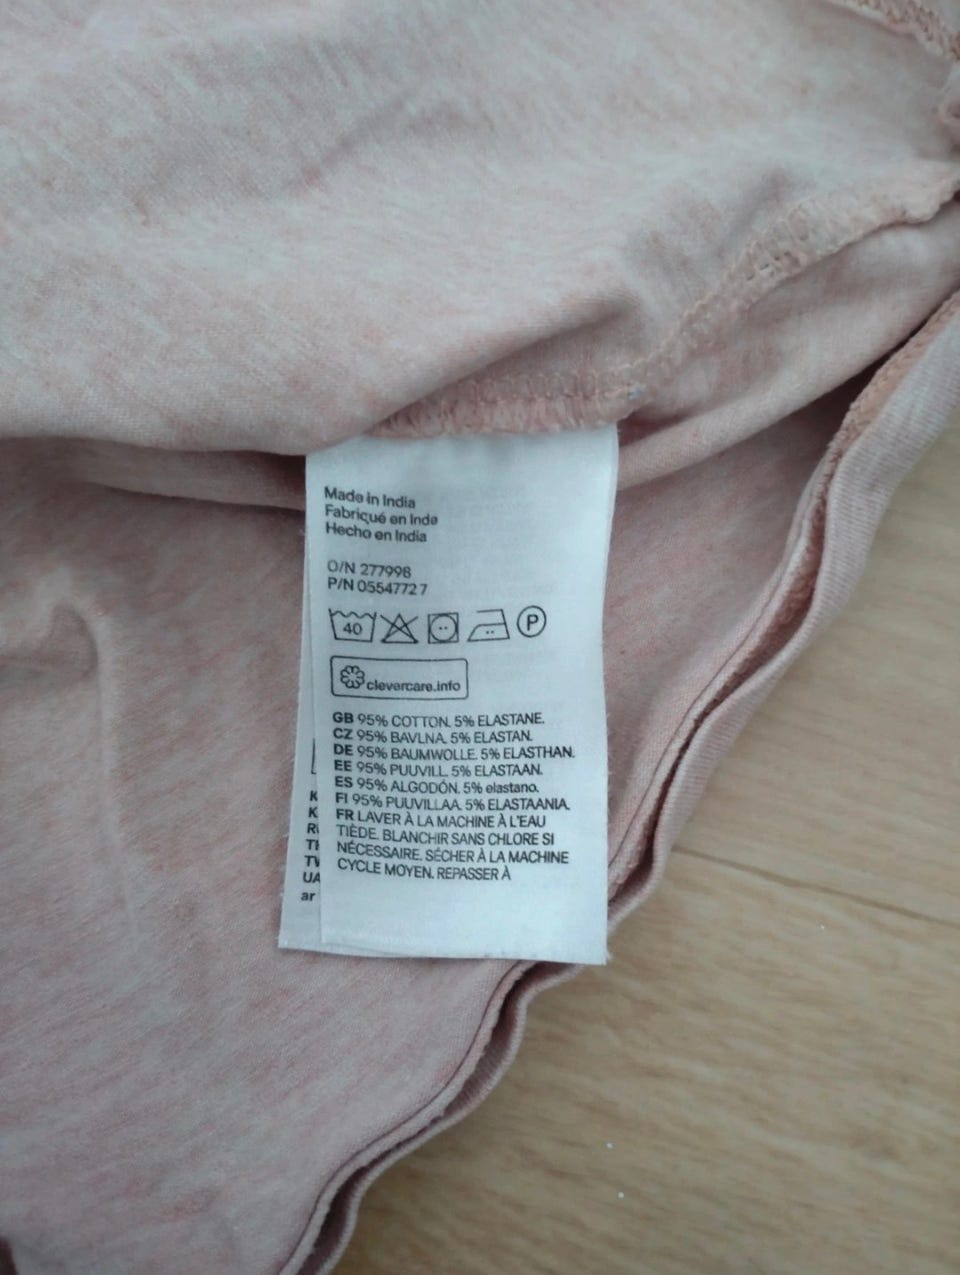 Made in India
Fabriqué en Inde
Hecho en India
O/N 277998
P/N 05547727
40 P
clevercare.info
GB 95% COTTON. 5% ELASTANE.
CZ 95% BAVLNA. 5% ELASTAN.
DE 95% BAUMWOLLE. 5% ELASTHAN.
EE 95% PUUVILL. 5% ELASTAAN.
ES 95% ALGODÓN. 5% elastano.
FI 95% PUUVILLAA. 5% ELASTAANIA.
FR LAVER À LA MACHINE À L'EAU
TIÈDE. BLANCHIR SANS CHLORE SI
NÉCESSAIRE. SÉCHER À LA MACHINE
CYCLE MOYEN. REPASSER À
UA
ar